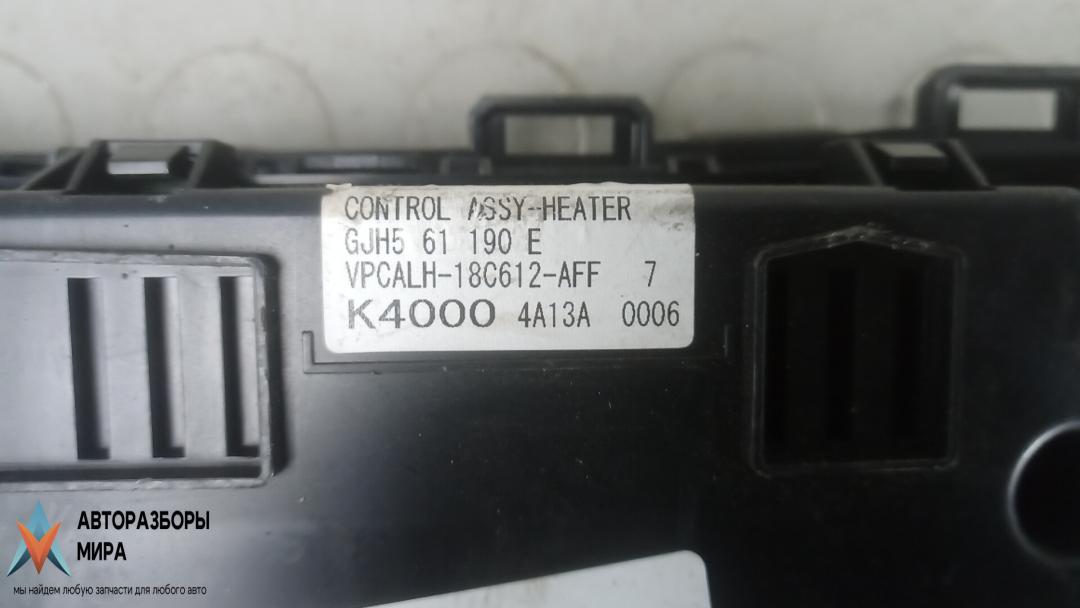 CONTROL ASSY-HEATER
GJH5 61 190 E
VPCALH-18C612-AFF 7
K4000 4A13A 0006
АВТОРАЗБОРЫ
МИРА
мы найдем любую запчасти для любого авто